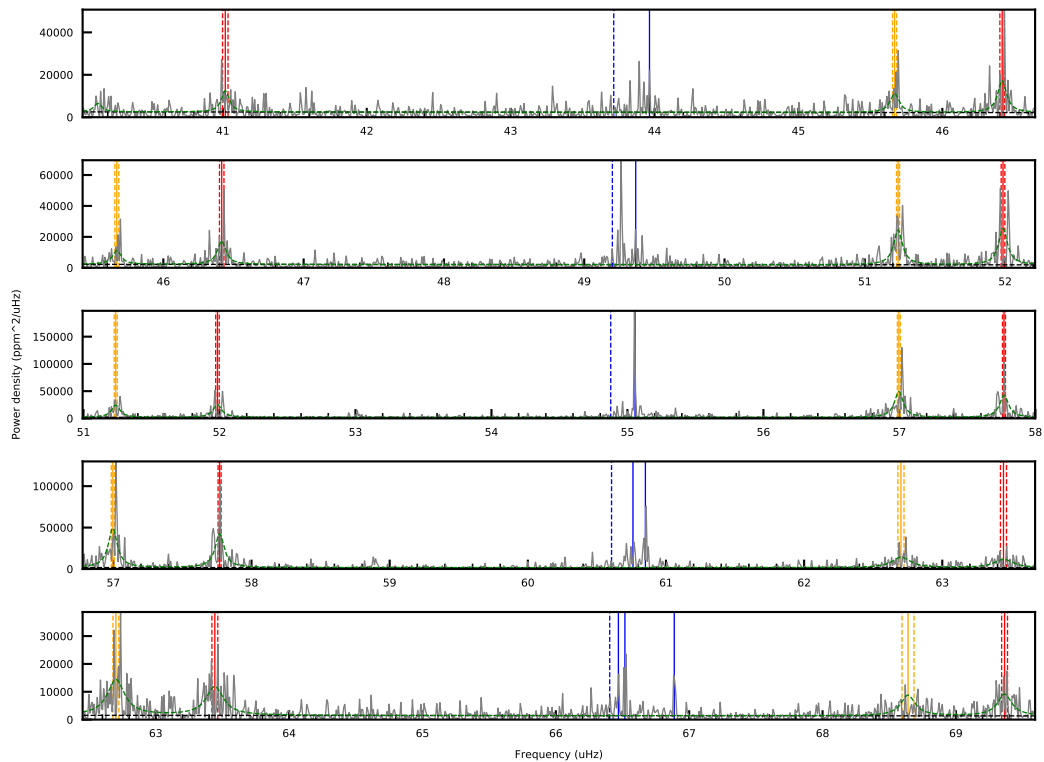 40000
20000
0
41 42 43 44 45 46
60000
40000
20000
0
46 47 48 49 50 51 52
Power density (ppm^2/uHz)
150000
100000
50000
0
51 52 53 54 55 56 57 58
100000
50000
0
57 58 59 60 61 62 63
30000
20000
10000
0
63 64 65 66 67 68 69
Frequency (uHz)